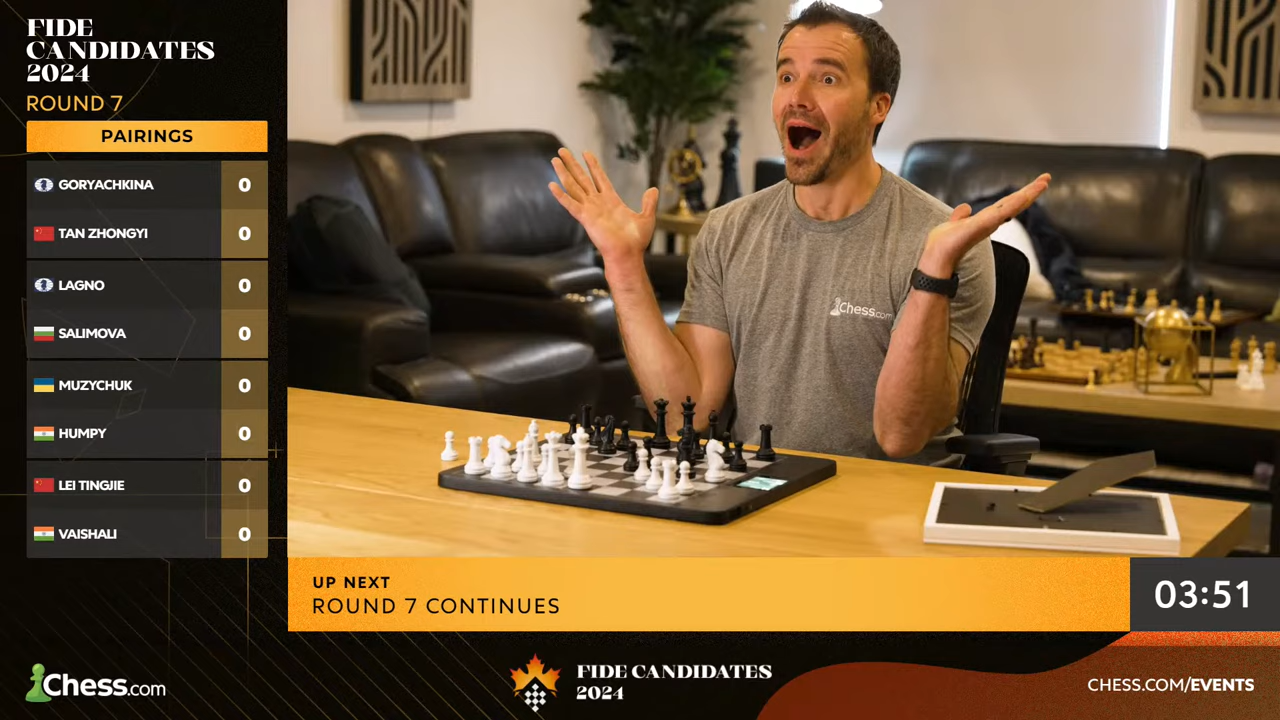 FIDE
CANDIDATES
2024
ROUND 7
PAIRINGS
GORYACHKINA 0
TAN ZHONGYI 0
LAGNO 0
SALIMOVA 0
MUZYCHUK 0
HUMPY 0
LEI TINGJIE 0
VAISHALI 0
Chess.com
UP NEXT
ROUND 7 CONTINUES
03:51
Chess.com
FIDE CANDIDATES
2024
CHESS.COM/EVENTS